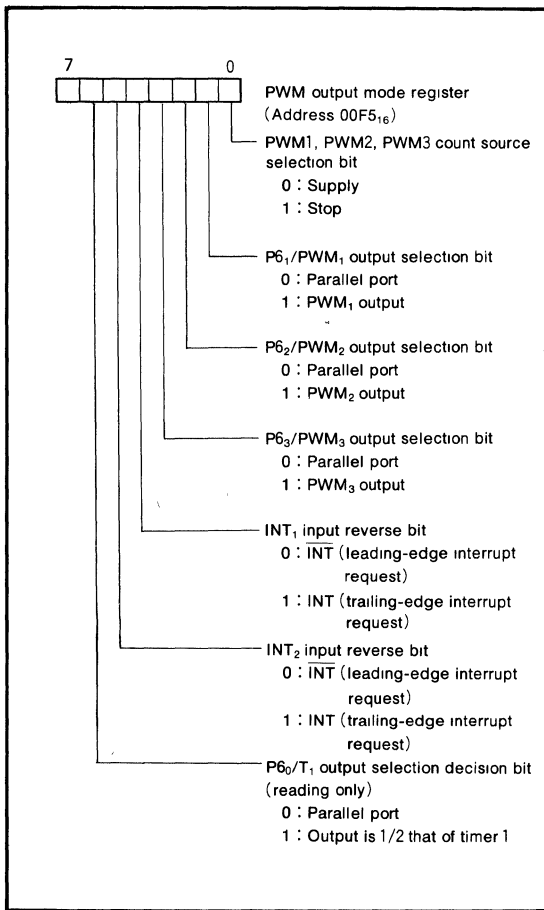 7 0
PWM output mode register
(Address 00F5₁₆)
PWM1, PWM2, PWM3 count source
selection bit
0 : Supply
1 : Stop
P6₁/PWM₁ output selection bit
0 : Parallel port
1 : PWM₁ output
P6₂/PWM₂ output selection bit
0 : Parallel port
1 : PWM₂ output
P6₃/PWM₃ output selection bit
0 : Parallel port
1 : PWM₃ output
INT₁ input reverse bit
0 : I̅N̅T̅ (leading-edge interrupt
request)
1 : INT (trailing-edge interrupt
request)
INT₂ input reverse bit
0 : I̅N̅T̅ (leading-edge interrupt
request)
1 : INT (trailing-edge interrupt
request)
P6₀/T₁ output selection decision bit
(reading only)
0 : Parallel port
1 : Output is 1/2 that of timer 1